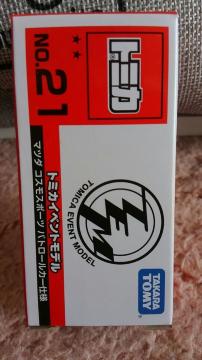 ★★
NO.21
トミカ
トミカイベントモデル
マツダ コスモスポーツ パトロールカー仕様
TEM
TOMICA EVENT MODEL
TAKARA
TOMY